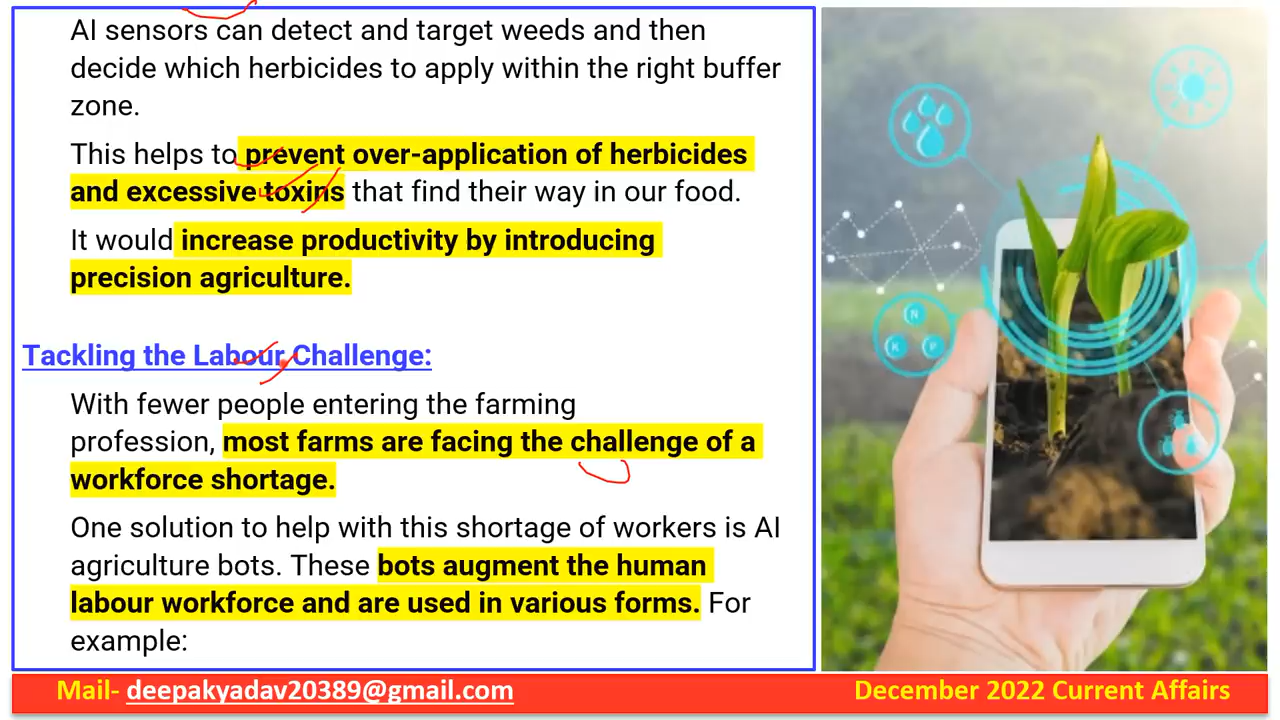 AI sensors can detect and target weeds and then
decide which herbicides to apply within the right buffer
zone.
This helps to prevent over-application of herbicides
and excessive toxins that find their way in our food.
It would increase productivity by introducing
precision agriculture.
Tackling the Labour Challenge:
With fewer people entering the farming
profession, most farms are facing the challenge of a
workforce shortage.
One solution to help with this shortage of workers is AI
agriculture bots. These bots augment the human
labour workforce and are used in various forms. For
example:
N
K P
Mail- deepakyadav20389@gmail.com
December 2022 Current Affairs